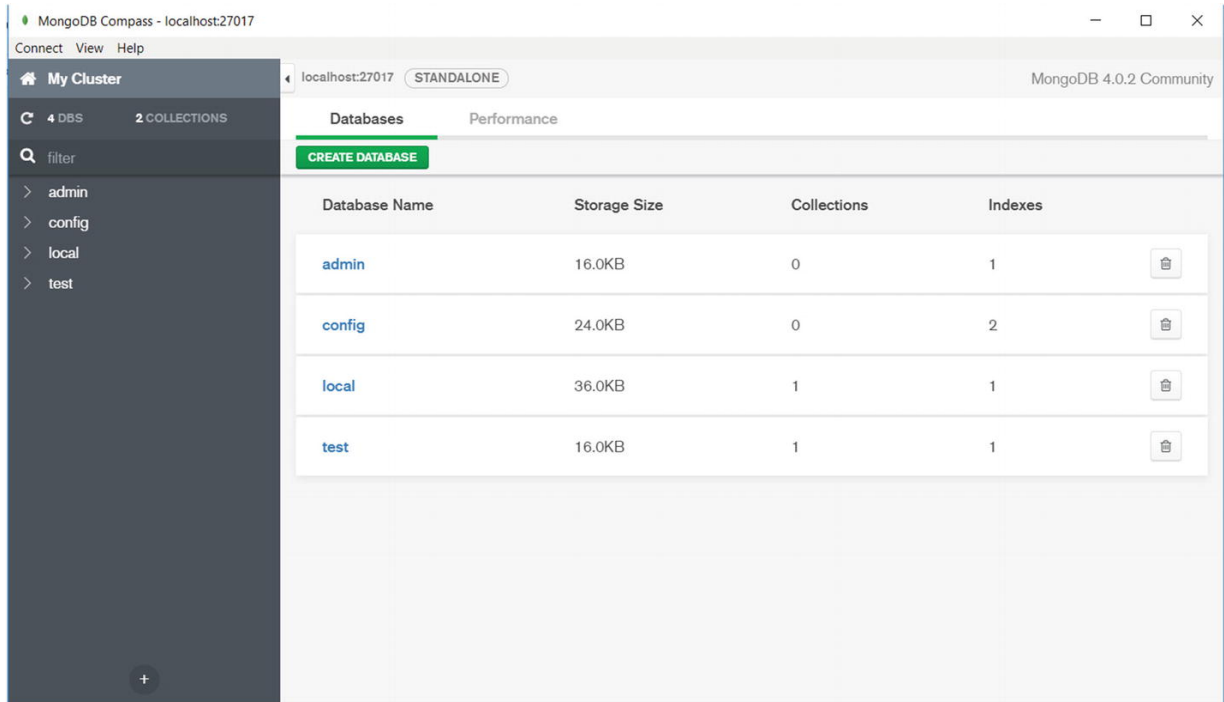 MongoDB Compass - localhost:27017
Connect View Help
My Cluster
localhost:27017 STANDALONE MongoDB 4.0.2 Community
4 DBS 2 COLLECTIONS
Databases Performance
filter
CREATE DATABASE
admin
config
local
test
Database Name Storage Size Collections Indexes
admin 16.0KB 0 1
config 24.0KB 0 2
local 36.0KB 1 1
test 16.0KB 1 1
+